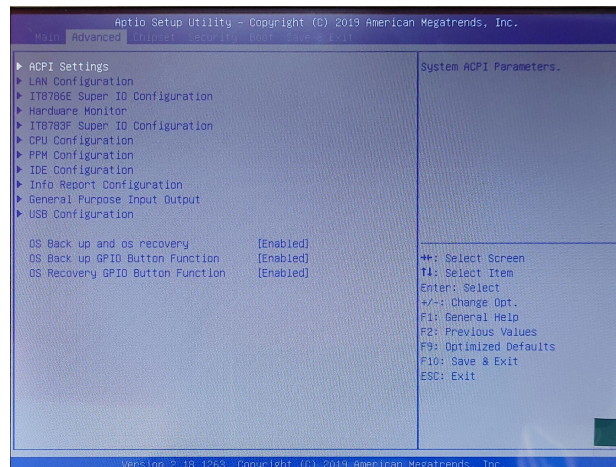 Aptio Setup Utility – Copyright (C) 2019 American Megatrends, Inc.
Main Advanced Chipset Security Boot Save & Exit
ACPI Settings
LAN Configuration
IT8786E Super IO Configuration
Hardware Monitor
IT8783F Super IO Configuration
CPU Configuration
PPM Configuration
IDE Configuration
Info Report Configuration
General Purpose Input Output
USB Configuration
OS Back up and os recovery [Enabled]
OS Back up GPIO Button Function [Enabled]
OS Recovery GPIO Button Function [Enabled]
System ACPI Parameters.
→←: Select Screen
↑↓: Select Item
Enter: Select
+/-: Change Opt.
F1: General Help
F2: Previous Values
F9: Optimized Defaults
F10: Save & Exit
ESC: Exit
Version 2.18.1263. Copyright (C) 2019 American Megatrends, Inc.